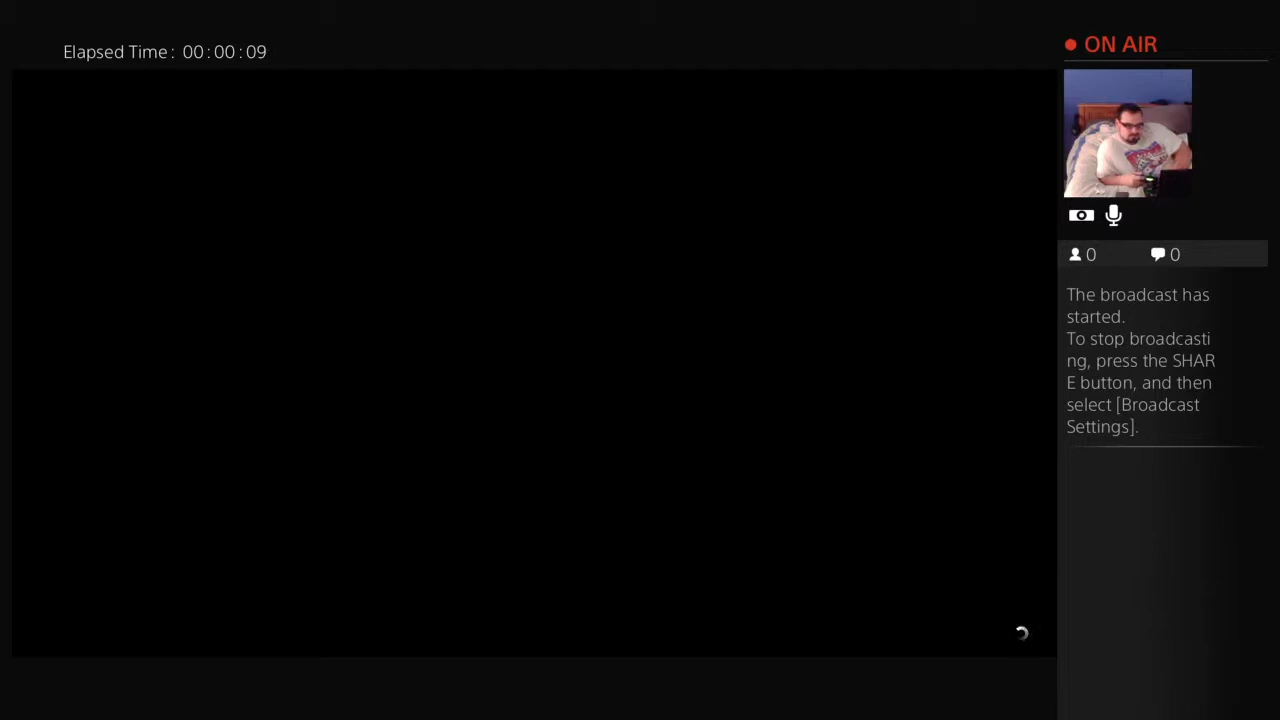 Elapsed Time: 00:00:09
ON AIR
0 0
The broadcast has
started.
To stop broadcasti
ng, press the SHAR
E button, and then
select [Broadcast
Settings].